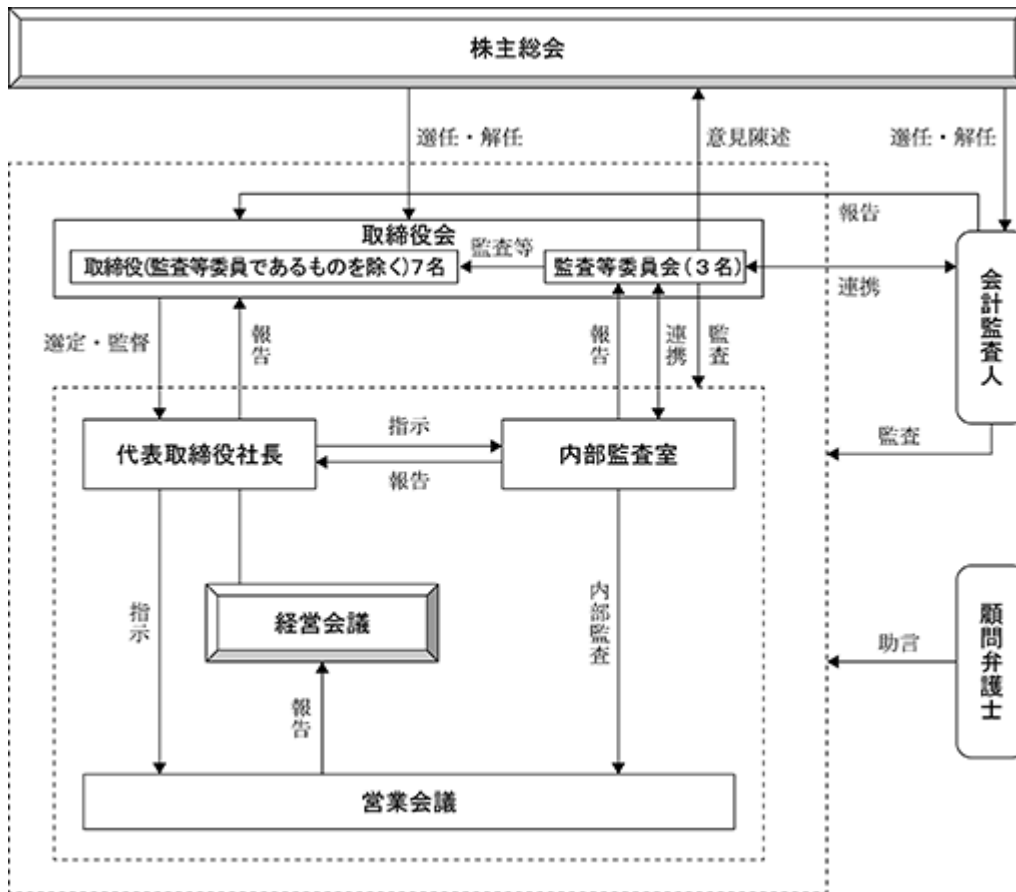 株主総会
選任・解任
意見陳述
選任・解任
報告
取締役会
取締役(監査等委員であるものを除く)7名
監査等
監査等委員会(3名)
連携
会計監査人
選定・監督
報告
報告
連携
監査
代表取締役社長
指示
報告
内部監査室
監査
指示
経営会議
内部監査
助言
顧問弁護士
報告
営業会議